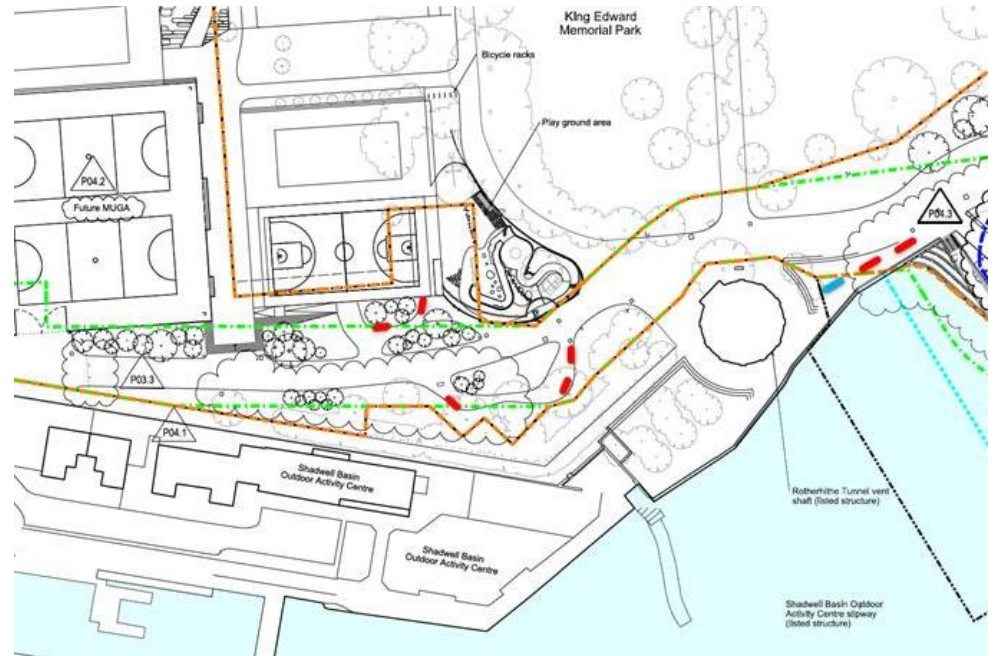 King Edward
Memorial Park
Bicycle racks
Play ground area
P04.2
Future MUGA
P04.3
P03.3
P04.1
Shadwell Basin
Outdoor Activity Centre
Shadwell Basin
Outdoor Activity Centre
Rotherhithe Tunnel vent
shaft (listed structure)
Shadwell Basin Outdoor
Activity Centre slipway
(listed structure)